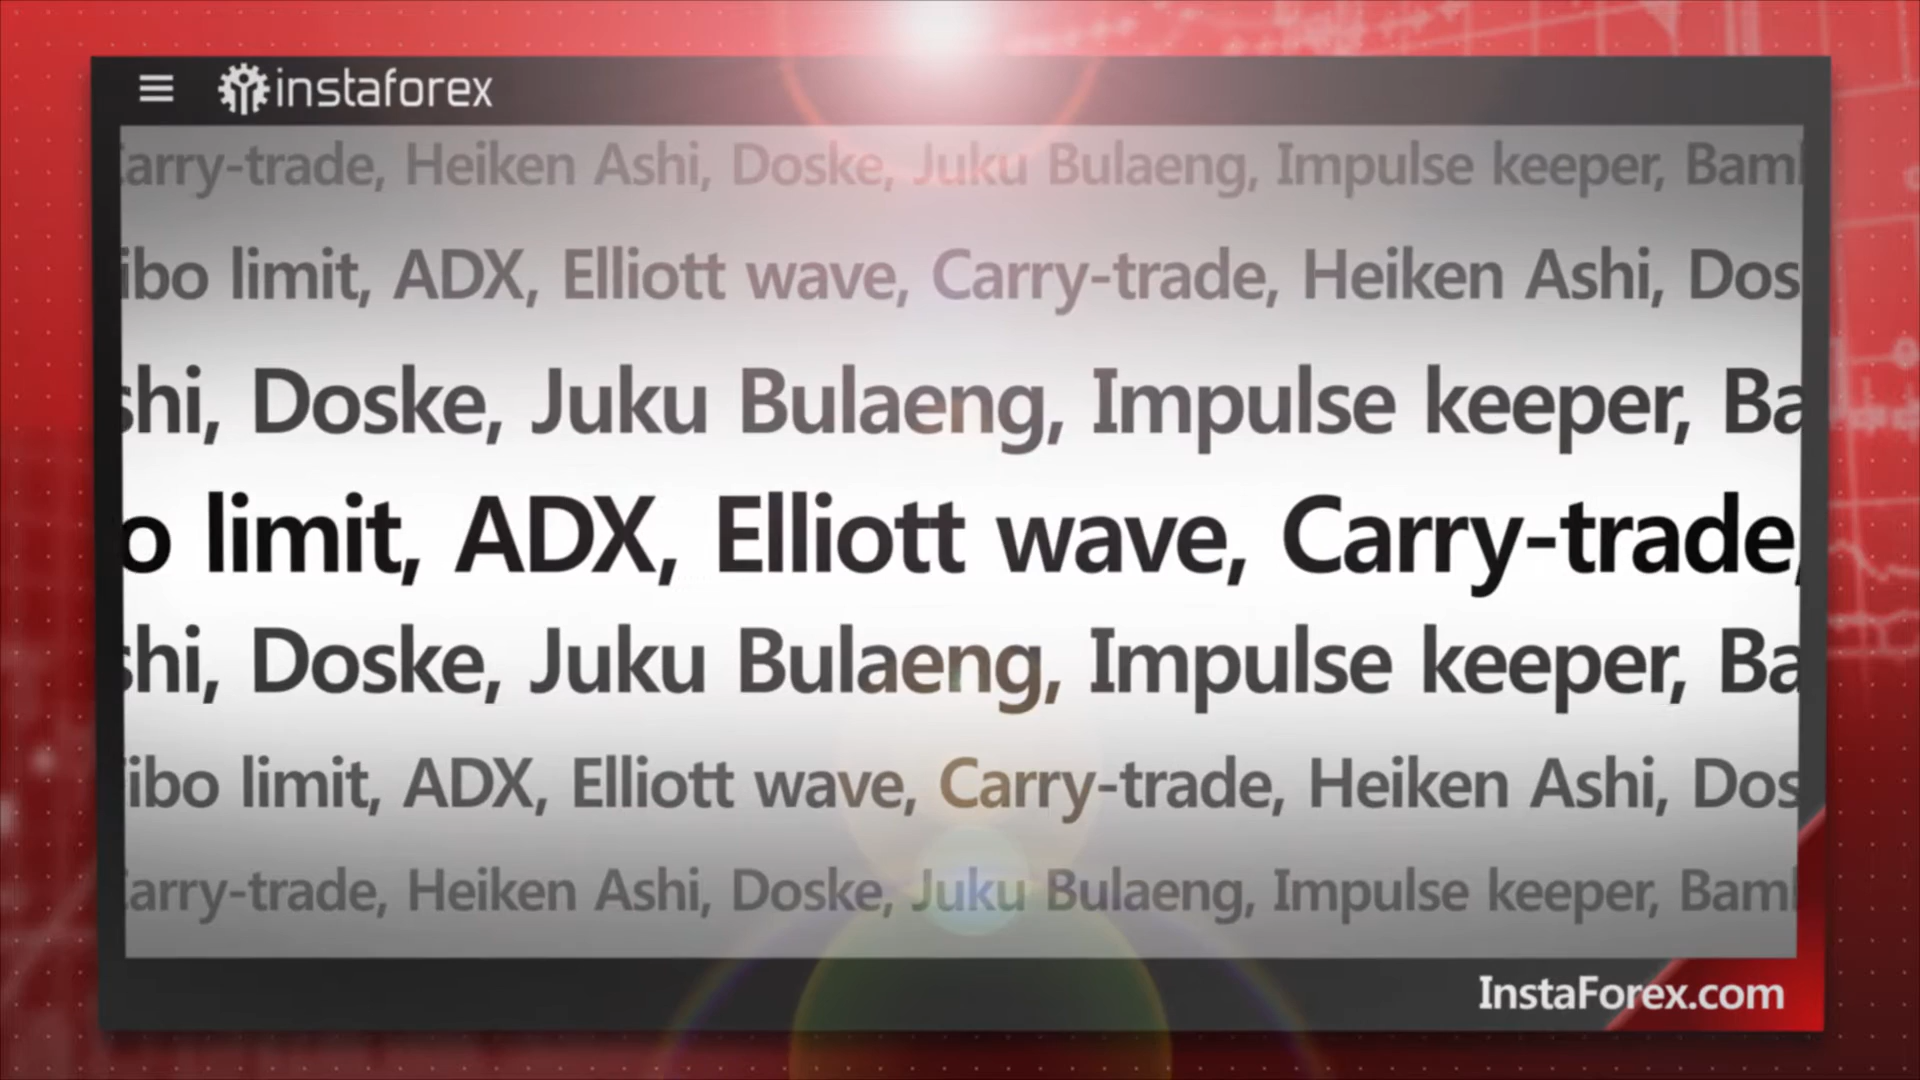 instaforex
arry-trade, Heiken Ashi, Doske, Juku Bulaeng, Impulse keeper, Bam
ibo limit, ADX, Elliott wave, Carry-trade, Heiken Ashi, Dos
shi, Doske, Juku Bulaeng, Impulse keeper, Ba
o limit, ADX, Elliott wave, Carry-trade,
shi, Doske, Juku Bulaeng, Impulse keeper, Ba
ibo limit, ADX, Elliott wave, Carry-trade, Heiken Ashi, Dos
arry-trade, Heiken Ashi, Doske, Juku Bulaeng, Impulse keeper, Bam
InstaForex.com